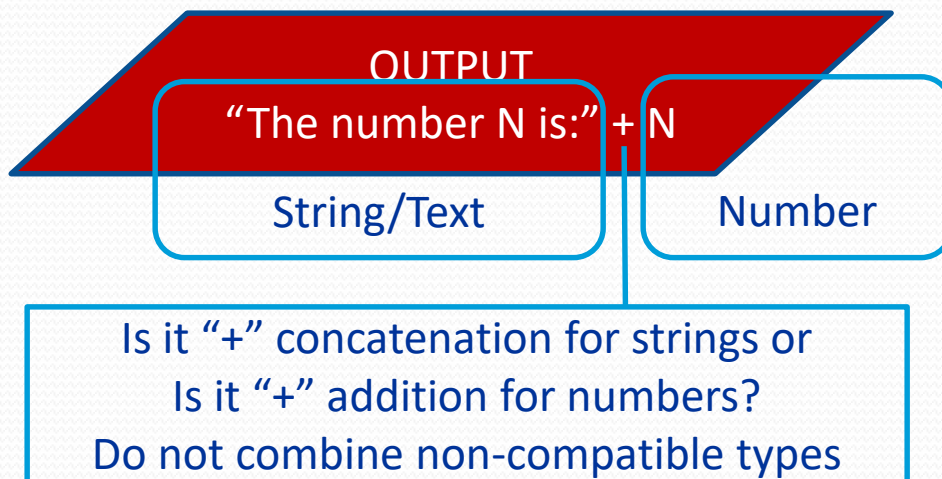 OUTPUT
“The number N is:” + N
String/Text Number
Is it “+” concatenation for strings or
Is it “+” addition for numbers?
Do not combine non-compatible types